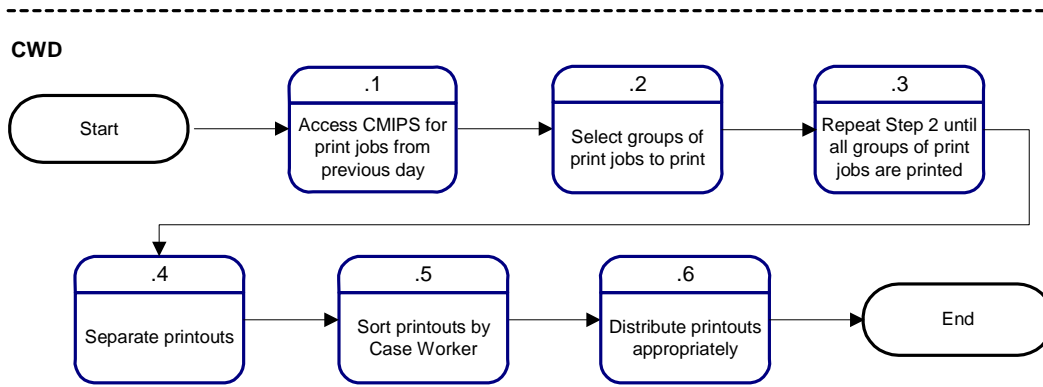 CWD
Start
.1
Access CMIPS for
print jobs from
previous day
.2
Select groups of
print jobs to print
.3
Repeat Step 2 until
all groups of print
jobs are printed
.4
Separate printouts
.5
Sort printouts by
Case Worker
.6
Distribute printouts
appropriately
End